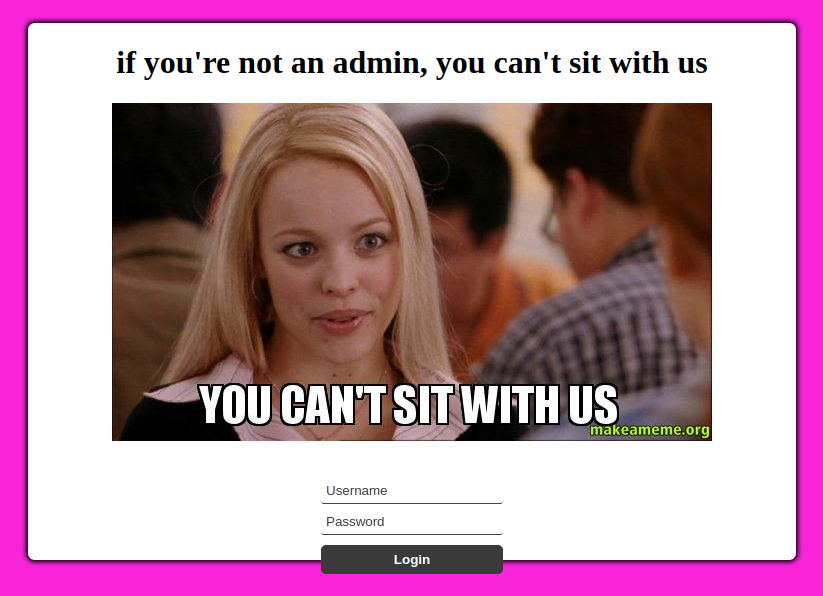 if you're not an admin, you can't sit with us
YOU CAN'T SIT WITH US
makeameme.org
Username
Password
Login